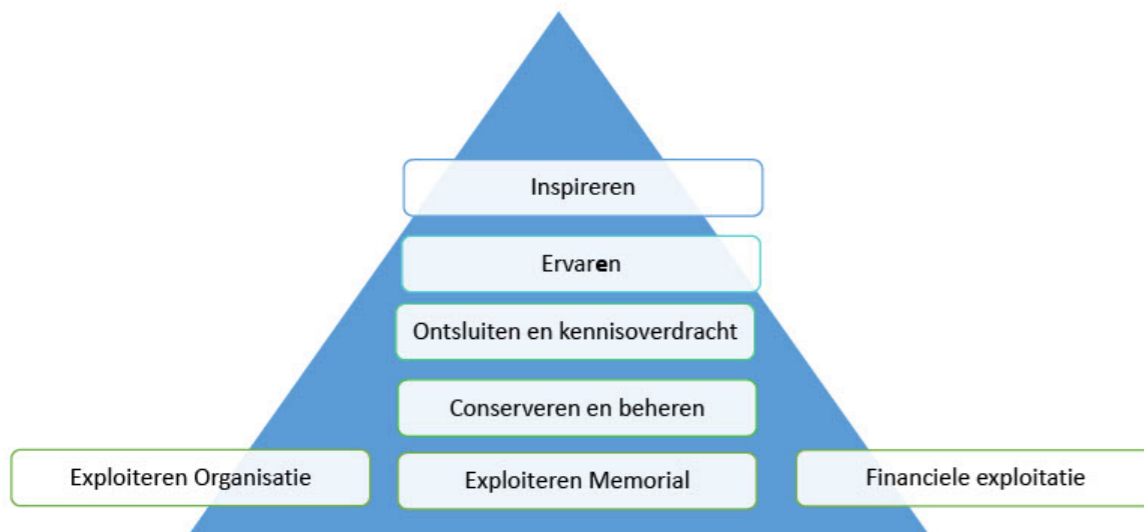 Inspireren
Ervaren
Ontsluiten en kennisoverdracht
Conserveren en beheren
Exploiteren Organisatie
Exploiteren Memorial
Financiele exploitatie